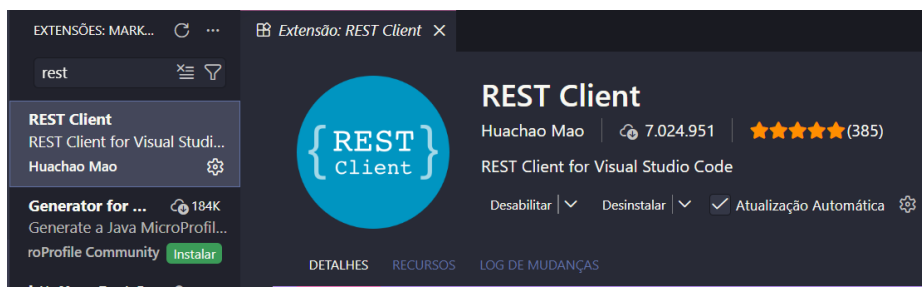 EXTENSÕES: MARK...
rest
REST Client
REST Client for Visual Studi...
Huachao Mao
Generator for ... 184K
Generate a Java MicroProfil...
roProfile Community Instalar
Extensão: REST Client
{ REST }
Client
REST Client
Huachao Mao 7.024.951 (385)
REST Client for Visual Studio Code
Desabilitar Desinstalar Atualização Automática
DETALHES RECURSOS LOG DE MUDANÇAS